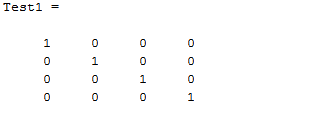 Test1 =
1 0 0 0
0 1 0 0
0 0 1 0
0 0 0 1